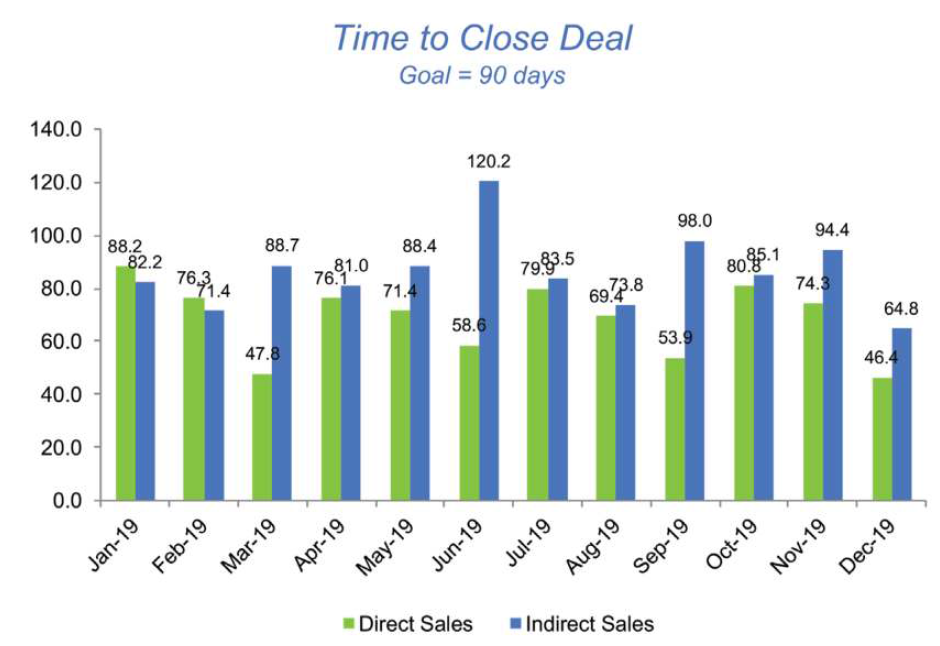 Time to Close Deal
Goal = 90 days
140.0
120.0
100.0
80.0
60.0
40.0
20.0
0.0
88.2 82.2 76.3 71.4 47.8 88.7 76.1 81.0 71.4 88.4 58.6 120.2 79.9 83.5 69.4 73.8 53.9 98.0 80.8 85.1 74.3 94.4 46.4 64.8
Jan-19 Feb-19 Mar-19 Apr-19 May-19 Jun-19 Jul-19 Aug-19 Sep-19 Oct-19 Nov-19 Dec-19
Direct Sales Indirect Sales